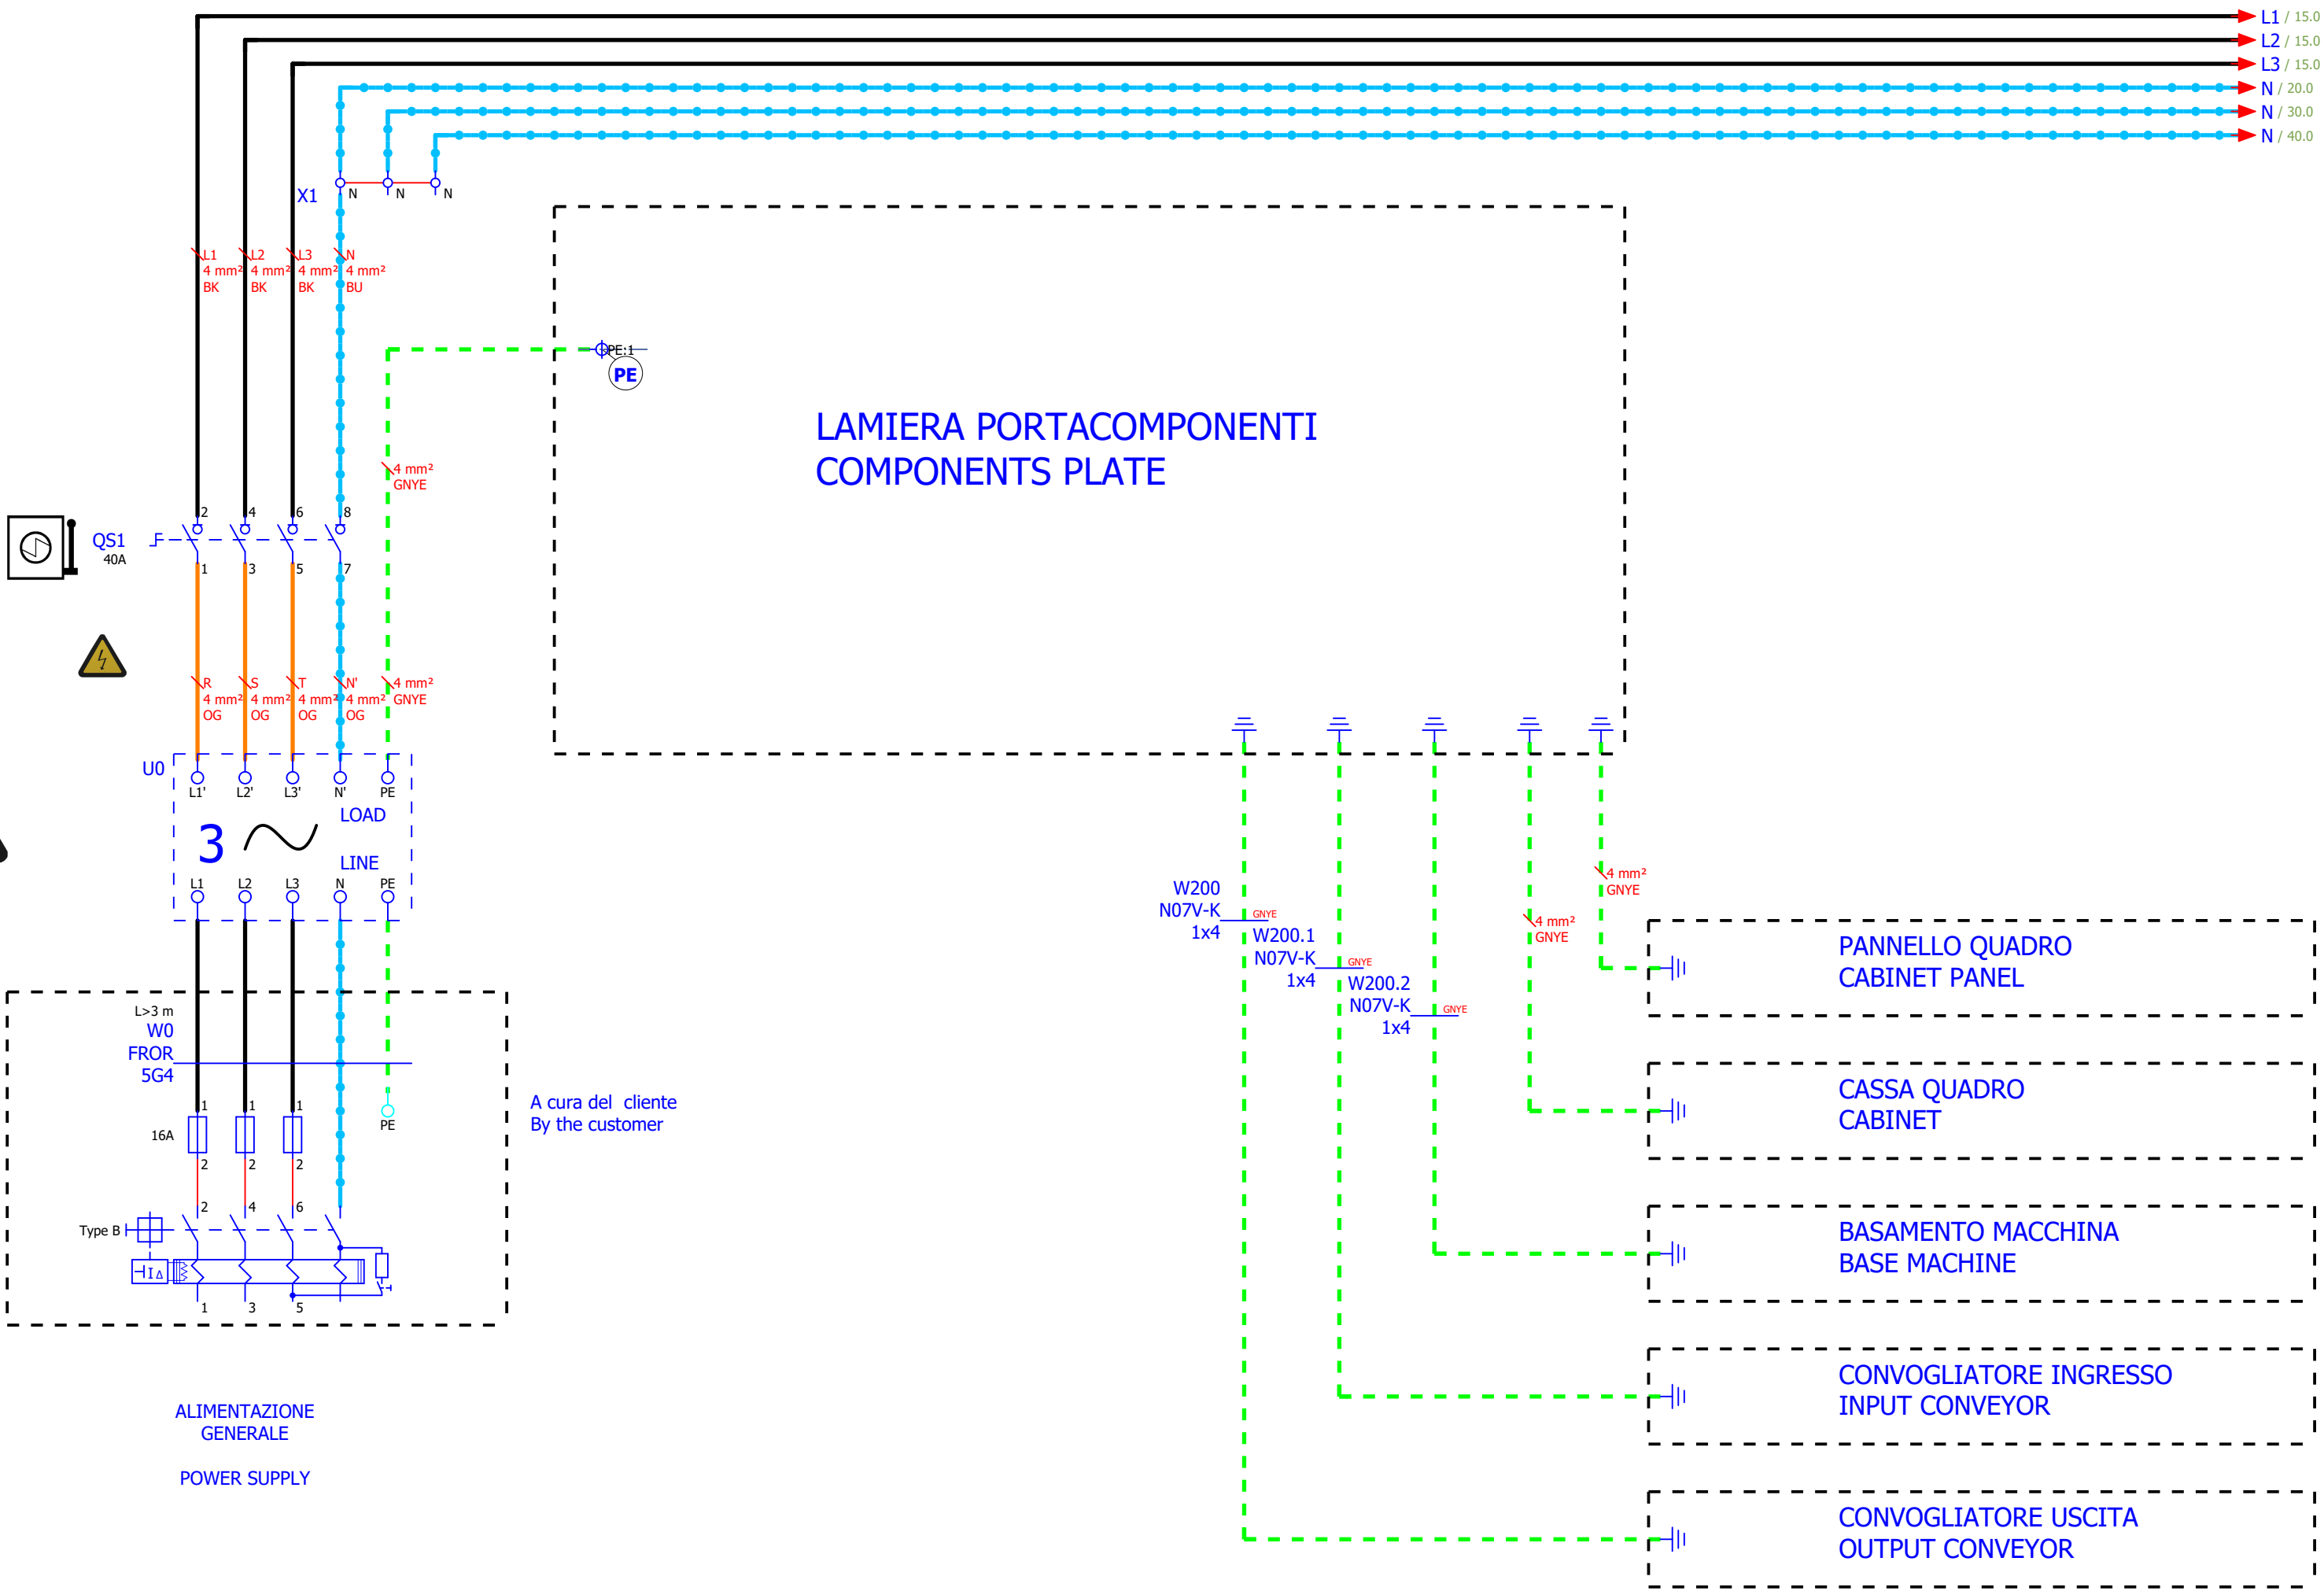 L1 / 15.0
L2 / 15.0
L3 / 15.0
N / 20.0
N / 30.0
N / 40.0
X1
N N N
L1 L2 L3 N
4 mm² 4 mm² 4 mm² 4 mm²
BK BK BK BU
PE:1
PE
LAMIERA PORTACOMPONENTI
COMPONENTS PLATE
4 mm²
GNYE
2 4 6 8
QS1
40A
1 3 5 7
R S T N' 4 mm²
4 mm² 4 mm² 4 mm² 4 mm² GNYE
OG OG OG OG
U0
L1' L2' L3' N' PE
LOAD
3
LINE
L1 L2 L3 N PE
W200
N07V-K
1x4
GNYE
W200.1
N07V-K
1x4
GNYE
W200.2
N07V-K
1x4
GNYE
4 mm²
GNYE
4 mm²
GNYE
PANNELLO QUADRO
CABINET PANEL
L>3 m
W0
FROR
5G4
1 1 1
16A
PE
2 2 2
A cura del  cliente
By the customer
CASSA QUADRO
CABINET
2 4 6
Type B
I Δ
1 3 5
BASAMENTO MACCHINA
BASE MACHINE
CONVOGLIATORE INGRESSO
INPUT CONVEYOR
ALIMENTAZIONE
GENERALE
POWER SUPPLY
CONVOGLIATORE USCITA
OUTPUT CONVEYOR